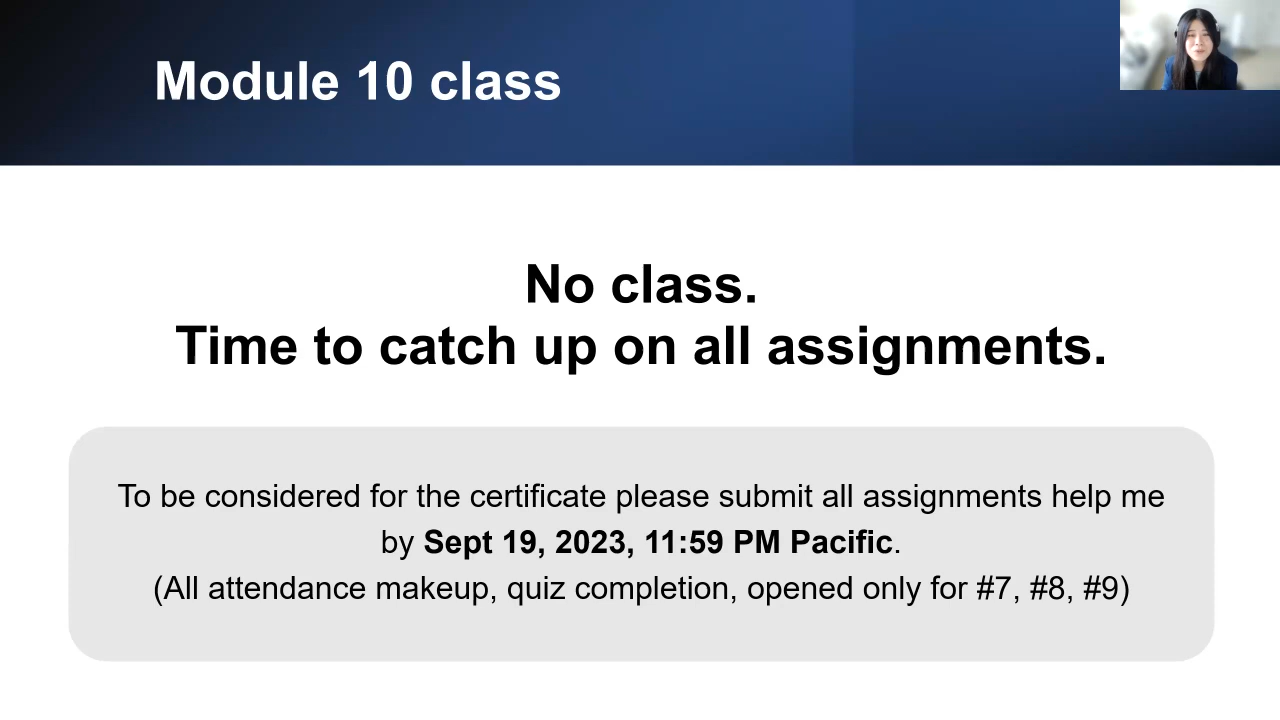 Module 10 class
No class.
Time to catch up on all assignments.
To be considered for the certificate please submit all assignments help me
by Sept 19, 2023, 11:59 PM Pacific.
(All attendance makeup, quiz completion, opened only for #7, #8, #9)